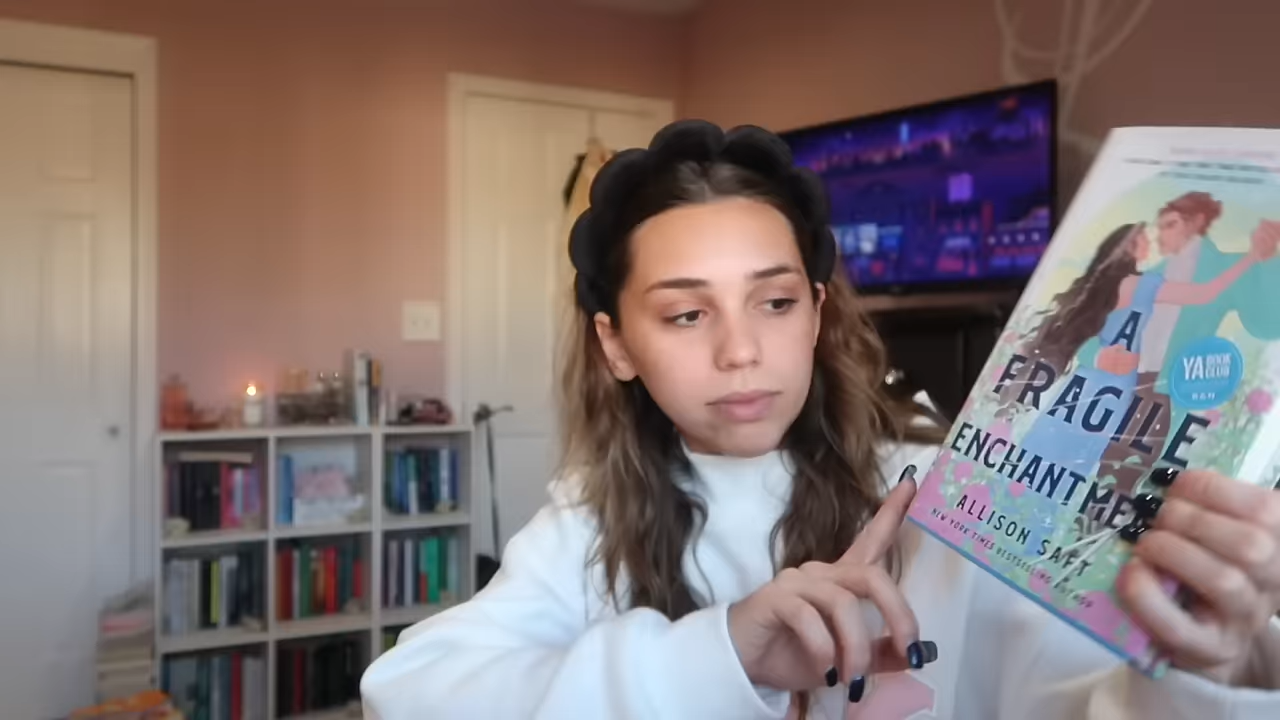 A
FRAGILE
ENCHANTME
ALLISON SAFT
NEW YORK TIMES BESTSELLING AUTHOR
YA BOOK CLUB
B&N